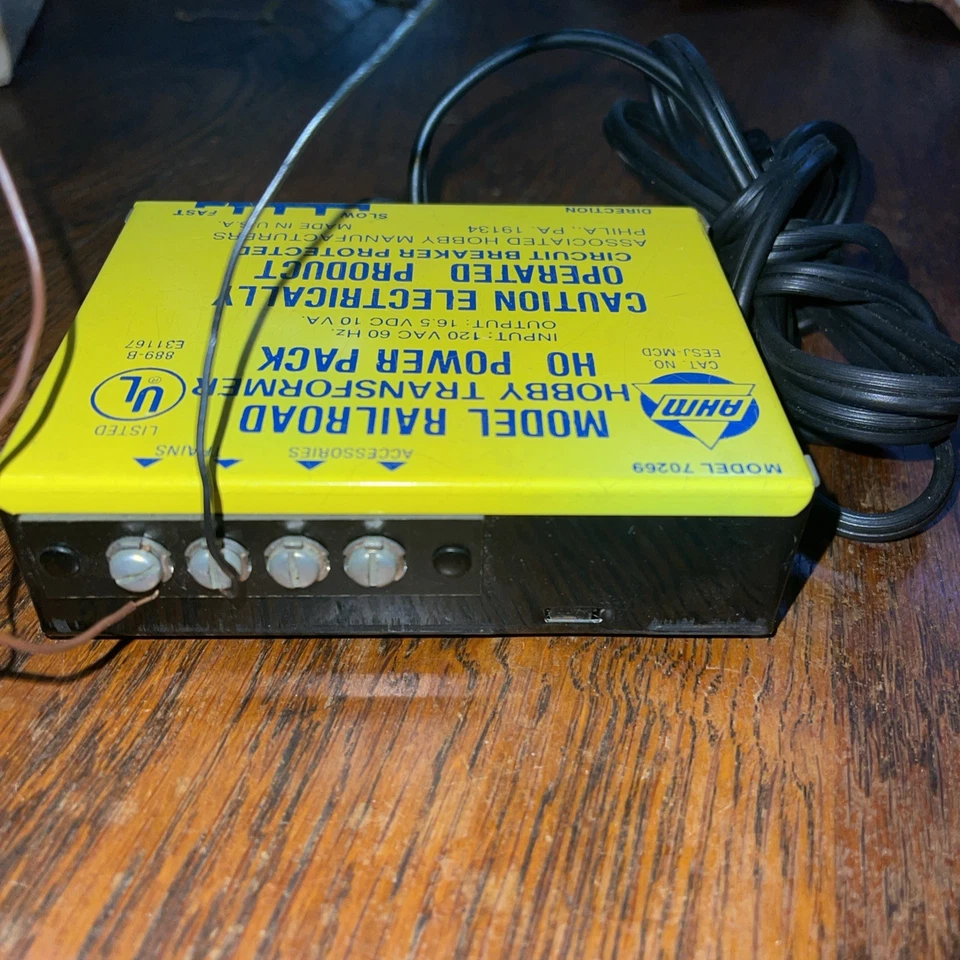 MODEL 70269
ACCESSORIES
LISTED
UL
®
889-B
E31167
AHM
CAT. NO.
EESJ-MCD
MODEL RAILROAD
HOBBY TRANSFORMER
HO POWER PACK
INPUT: 120 VAC 60 Hz.
OUTPUT: 16.5 VDC 10 VA.
CAUTION ELECTRICALLY
OPERATED PRODUCT
CIRCUIT BREAKER PROTECTED
ASSOCIATED HOBBY MANUFACTURERS
PHILA., PA. 19134 MADE IN U.S.A.
DIRECTION SLOW FAST